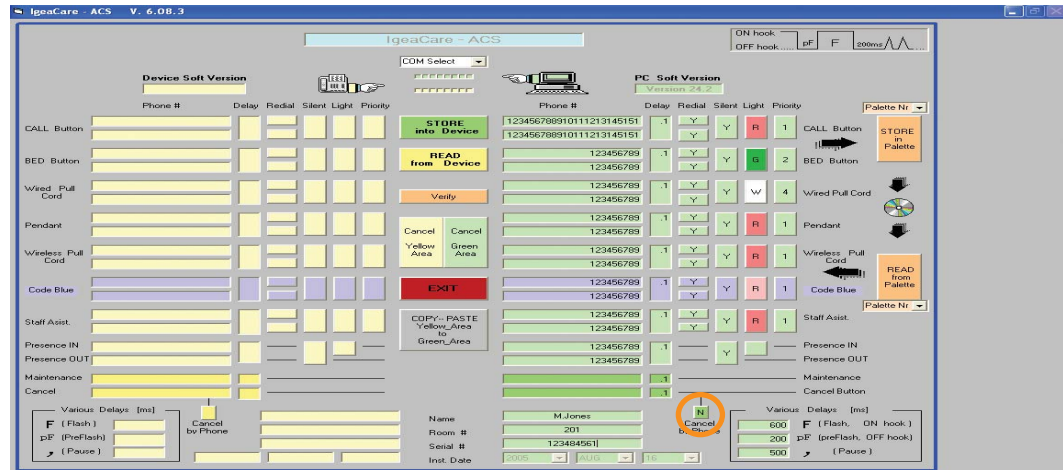 IgeaCare - ACS V. 6.08.3
IgeaCare - ACS
ON hook
OFF hook.....
pF
F
200ms
COM Select
Device Soft Version
PC Soft Version
Version 24.2
Phone # Delay Redial Silent Light Priority
Phone # Delay Redial Silent Light Priority
Palette Nr
CALL Button
STORE
into Device
123456788910111213145151 .1 Y Y R 1 CALL Button
123456788910111213145151 Y
STORE
in
Palette
BED Button
READ
from Device
123456789 .1 Y Y G 2 BED Button
123456789 Y
Wired Pull
Cord
Verify
123456789 .1 Y Y W 4 Wired Pull Cord
123456789 Y
Pendant
Cancel
Yellow
Area
Cancel
Green
Area
123456789 .1 Y Y R 1 Pendant
123456789 Y
Wireless Pull
Cord
123456789 .1 Y Y R 1 Wireless Pull
Cord
123456789 Y
READ
from
Palette
Code Blue
EXIT
123456789 .1 Y Y R 1 Code Blue
123456789 Y
Palette Nr
Staff Asist.
COPY-- PASTE
Yellow_Area
to
Green_Area
123456789 .1 Y Y R 1 Staff Asist.
123456789 Y
Presence IN
Presence OUT
123456789 .1 Y Presence IN
123456789 Presence OUT
Maintenance
.1 Maintenance
Cancel
.1 Cancel Button
Various Delays [ms]
F (Flash )
pF (PreFlash)
, (Pause )
Cancel
by Phone
Name M.Jones
Room # 201
Serial # 123484561
Inst. Date 2005 AUG 16
N
Cancel
by Phone
Various Delays [ms]
600 F (Flash, ON hook )
200 pF (preFlash, OFF hook)
500 , (Pause )